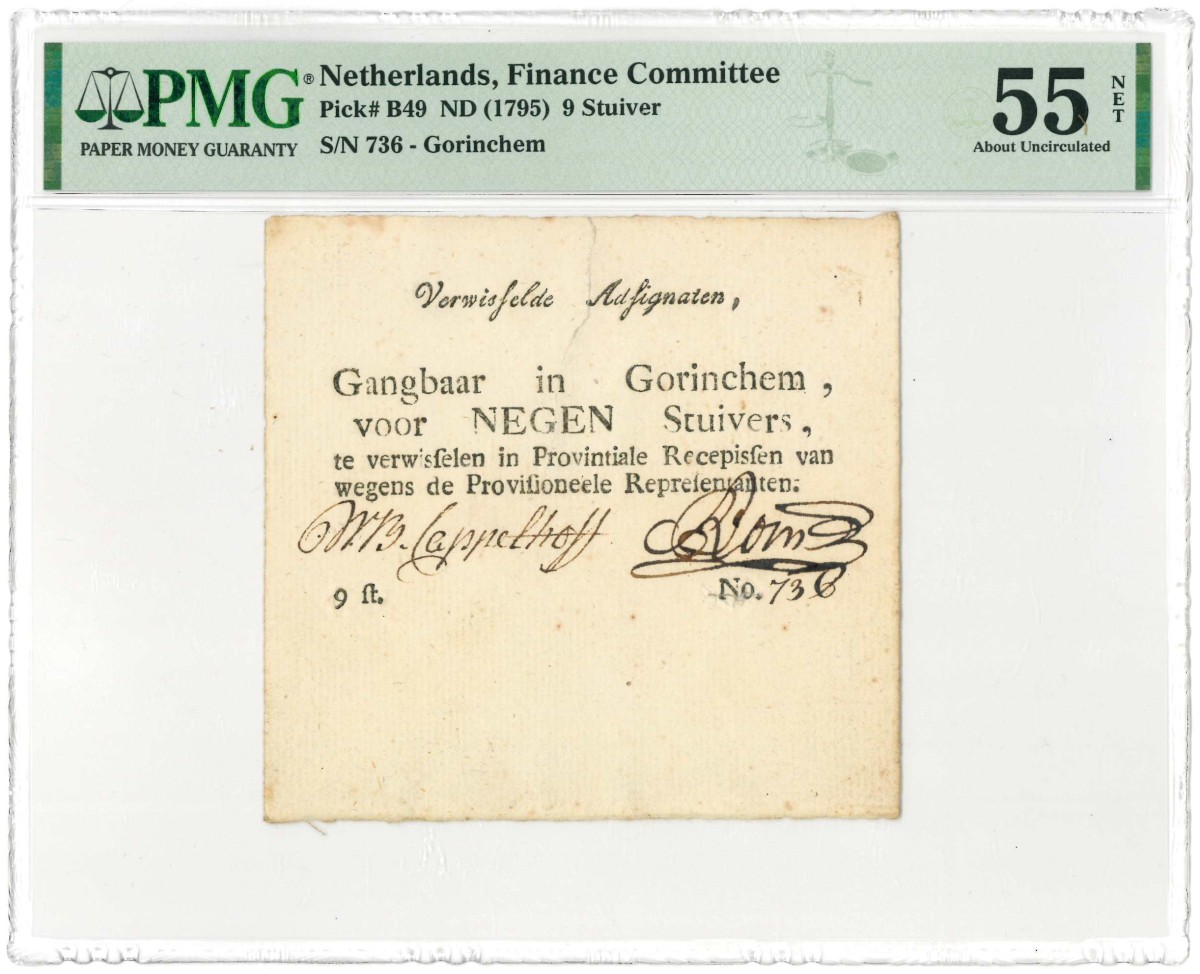 PMG® Netherlands, Finance Committee
Pick# B49 ND (1795) 9 Stuiver
PAPER MONEY GUARANTY S/N 736 - Gorinchem
55 NET
About Uncirculated
Verwisſelde Adſignaten,
Gangbaar in Gorinchem,
voor NEGEN Stuivers,
te verwisſelen in Provintiale Recepisſen van
wegens de Proviſioneele Repreſentanten:
W.B. Cappelhoff
9 ſt. No. 736